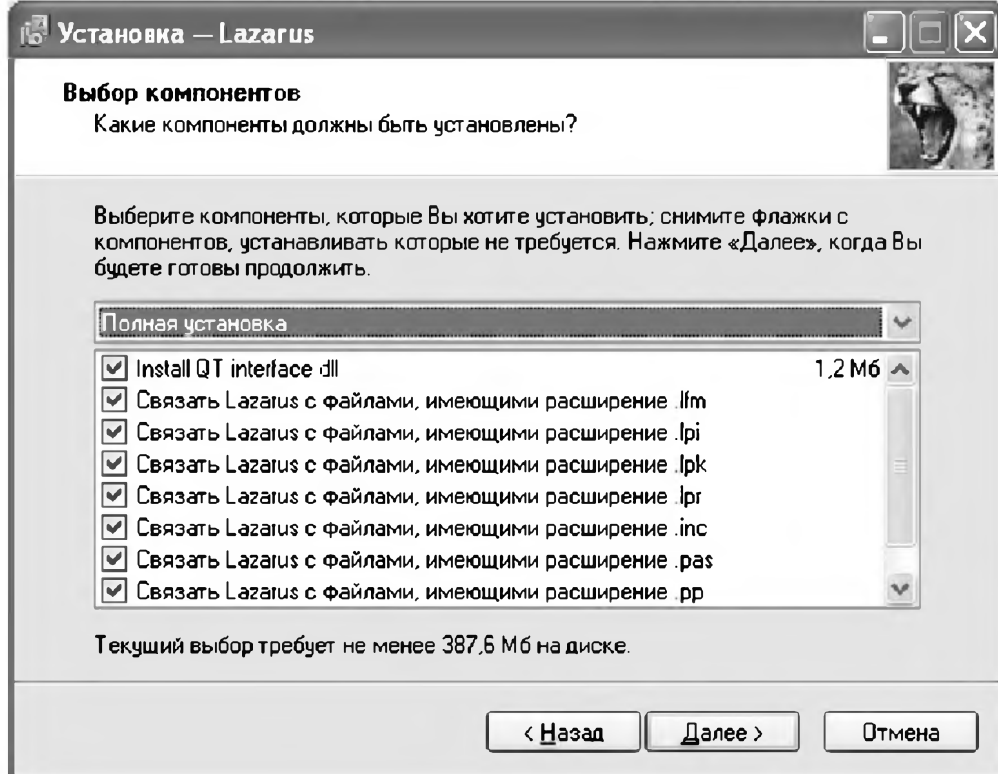 Установка — Lazarus
Выбор компонентов
Какие компоненты должны быть установлены?
Выберите компоненты, которые Вы хотите установить; снимите флажки с
компонентов, устанавливать которые не требуется. Нажмите «Далее», когда Вы
будете готовы продолжить.
Полная установка
Install QT interface dll 1,2 Мб
Связать Lazarus с файлами, имеющими расширение .lfm
Связать Lazarus с файлами, имеющими расширение .lpi
Связать Lazarus с файлами, имеющими расширение .lpk
Связать Lazarus с файлами, имеющими расширение .lpr
Связать Lazarus с файлами, имеющими расширение .inc
Связать Lazarus с файлами, имеющими расширение .pas
Связать Lazarus с файлами, имеющими расширение .pp
Текущий выбор требует не менее 387,6 Мб на диске.
< Назад Далее > Отмена